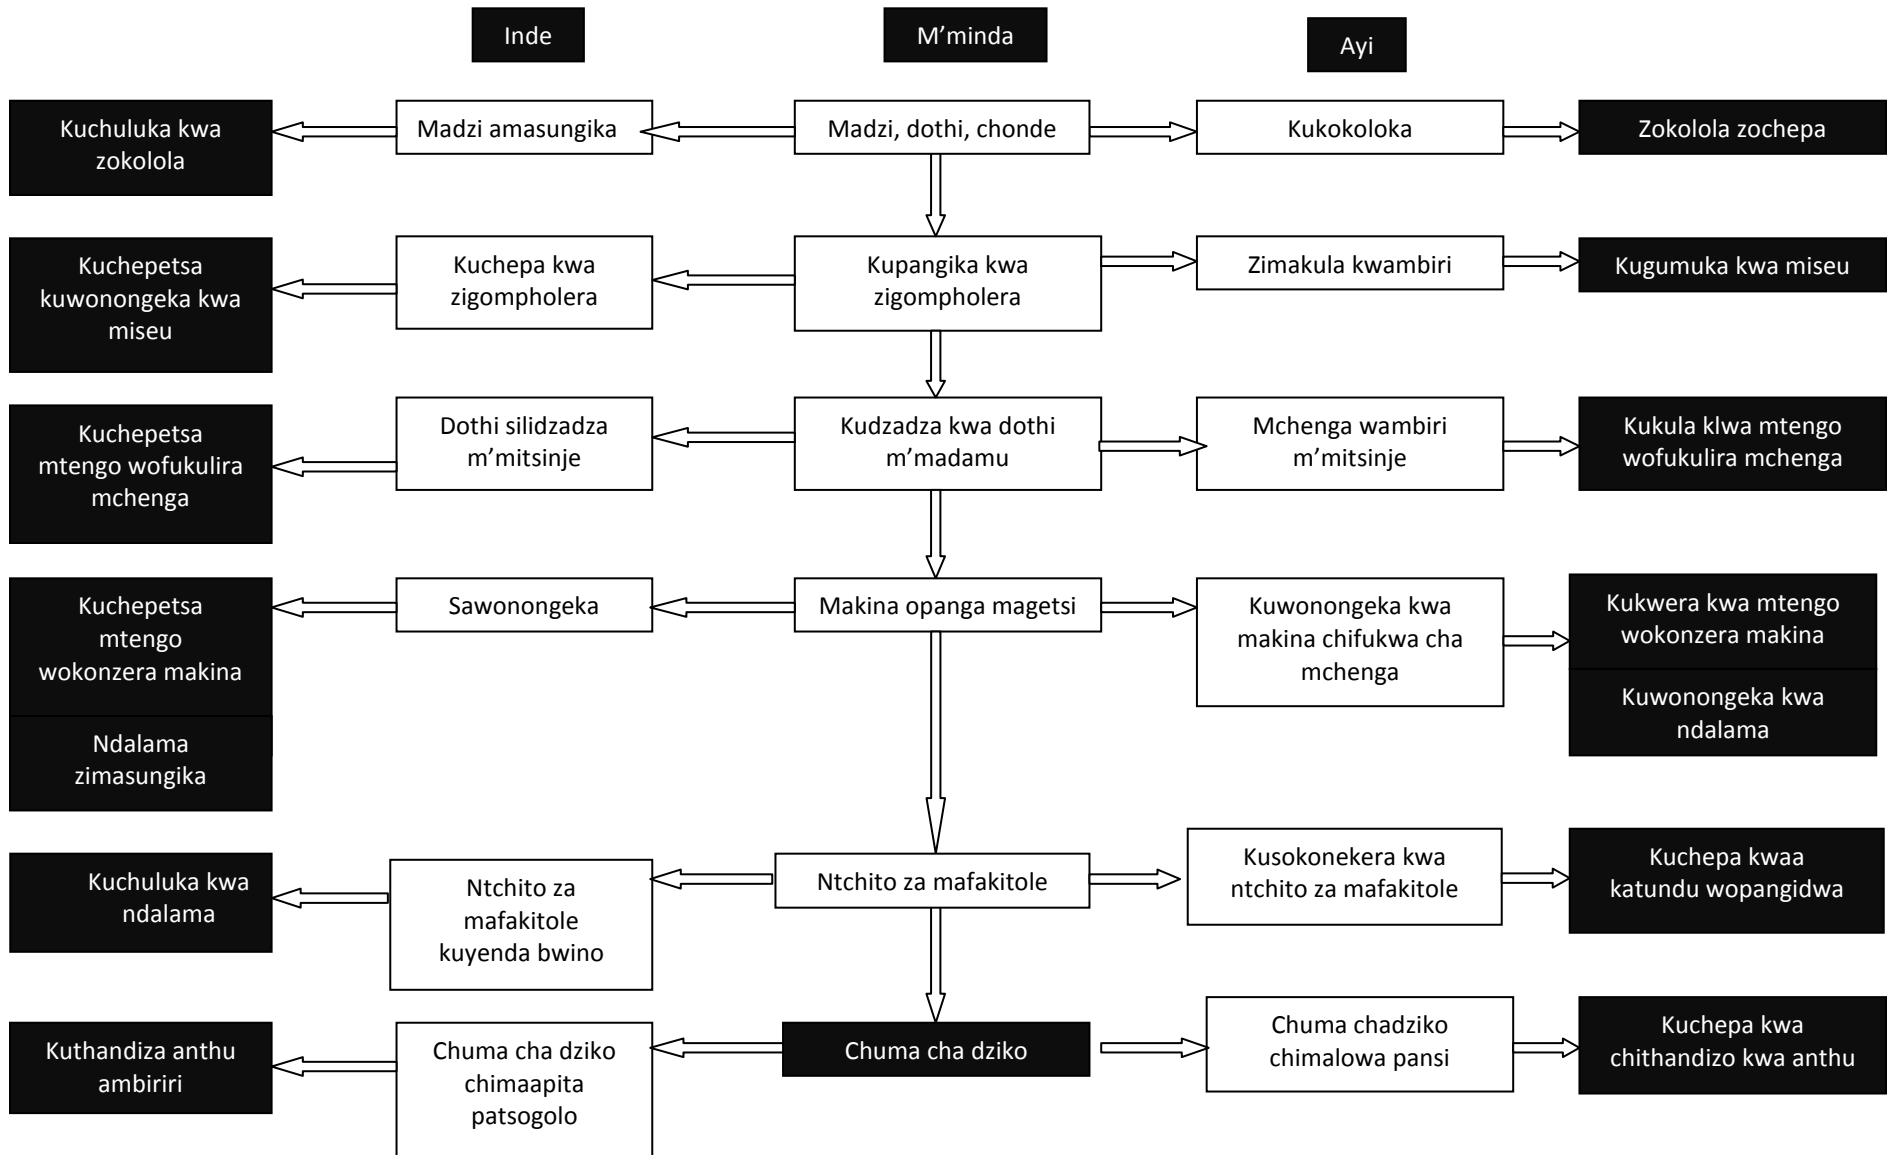 Inde
M'minda
Ayi
Kuchuluka kwa
zokolola
Madzi amasungika
Madzi, dothi, chonde
Kukokoloka
Zokolola zochepa
Kuchepetsa
kuwonongeka kwa
miseu
Kuchepa kwa
zigompholera
Kupangika kwa
zigompholera
Zimakula kwambiri
Kugumuka kwa miseu
Kuchepetsa
mtengo wofukulira
mchenga
Dothi silidzadza
m'mitsinje
Kudzadza kwa dothi
m'madamu
Mchenga wambiri
m'mitsinje
Kukula klwa mtengo
wofukulira mchenga
Kuchepetsa
mtengo
wokonzera makina
Ndalama
zimasungika
Sawonongeka
Makina opanga magetsi
Kuwonongeka kwa
makina chifukwa cha
mchenga
Kukwera kwa mtengo
wokonzera makina
Kuwonongeka kwa
ndalama
Kuchuluka kwa
ndalama
Ntchito za
mafakitole
kuyenda bwino
Ntchito za mafakitole
Kusokonekera kwa
ntchito za mafakitole
Kuchepa kwaa
katundu wopangidwa
Kuthandiza anthu
ambiriri
Chuma cha dziko
chimaapita
patsogolo
Chuma cha dziko
Chuma chadziko
chimalowa pansi
Kuchepa kwa
chithandizo kwa anthu